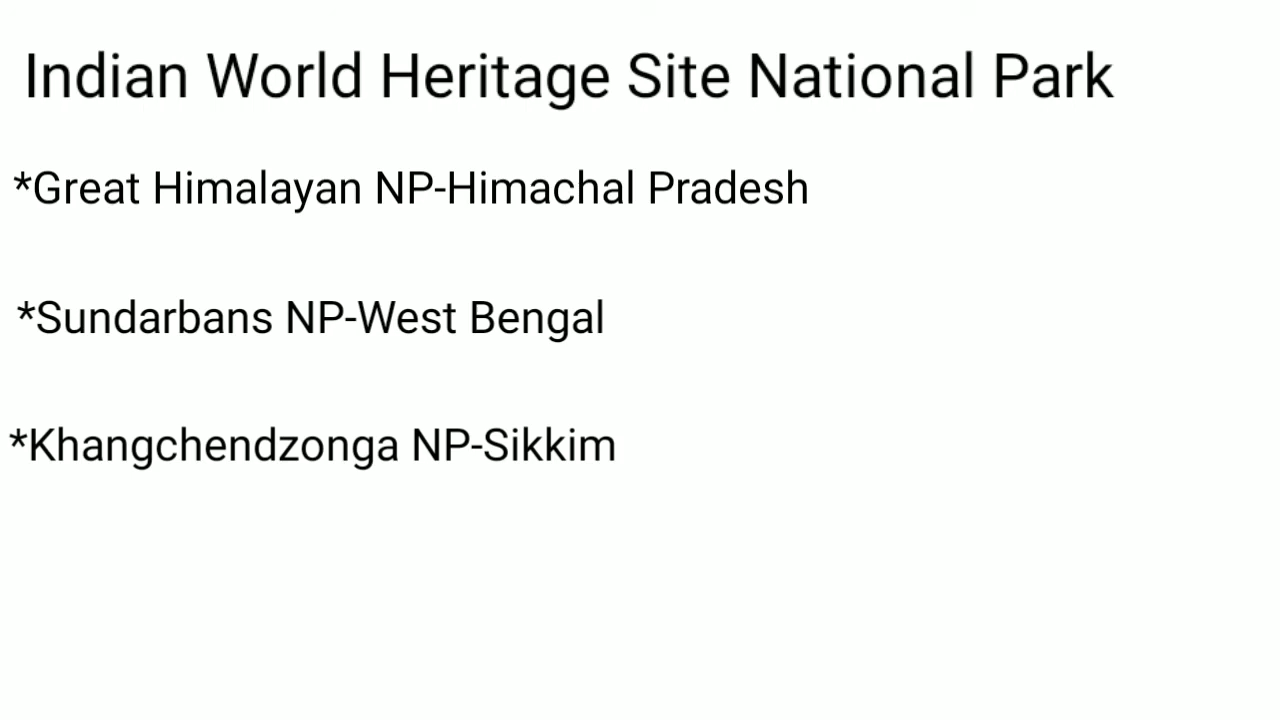 Indian World Heritage Site National Park
*Great Himalayan NP-Himachal Pradesh
*Sundarbans NP-West Bengal
*Khangchendzonga NP-Sikkim